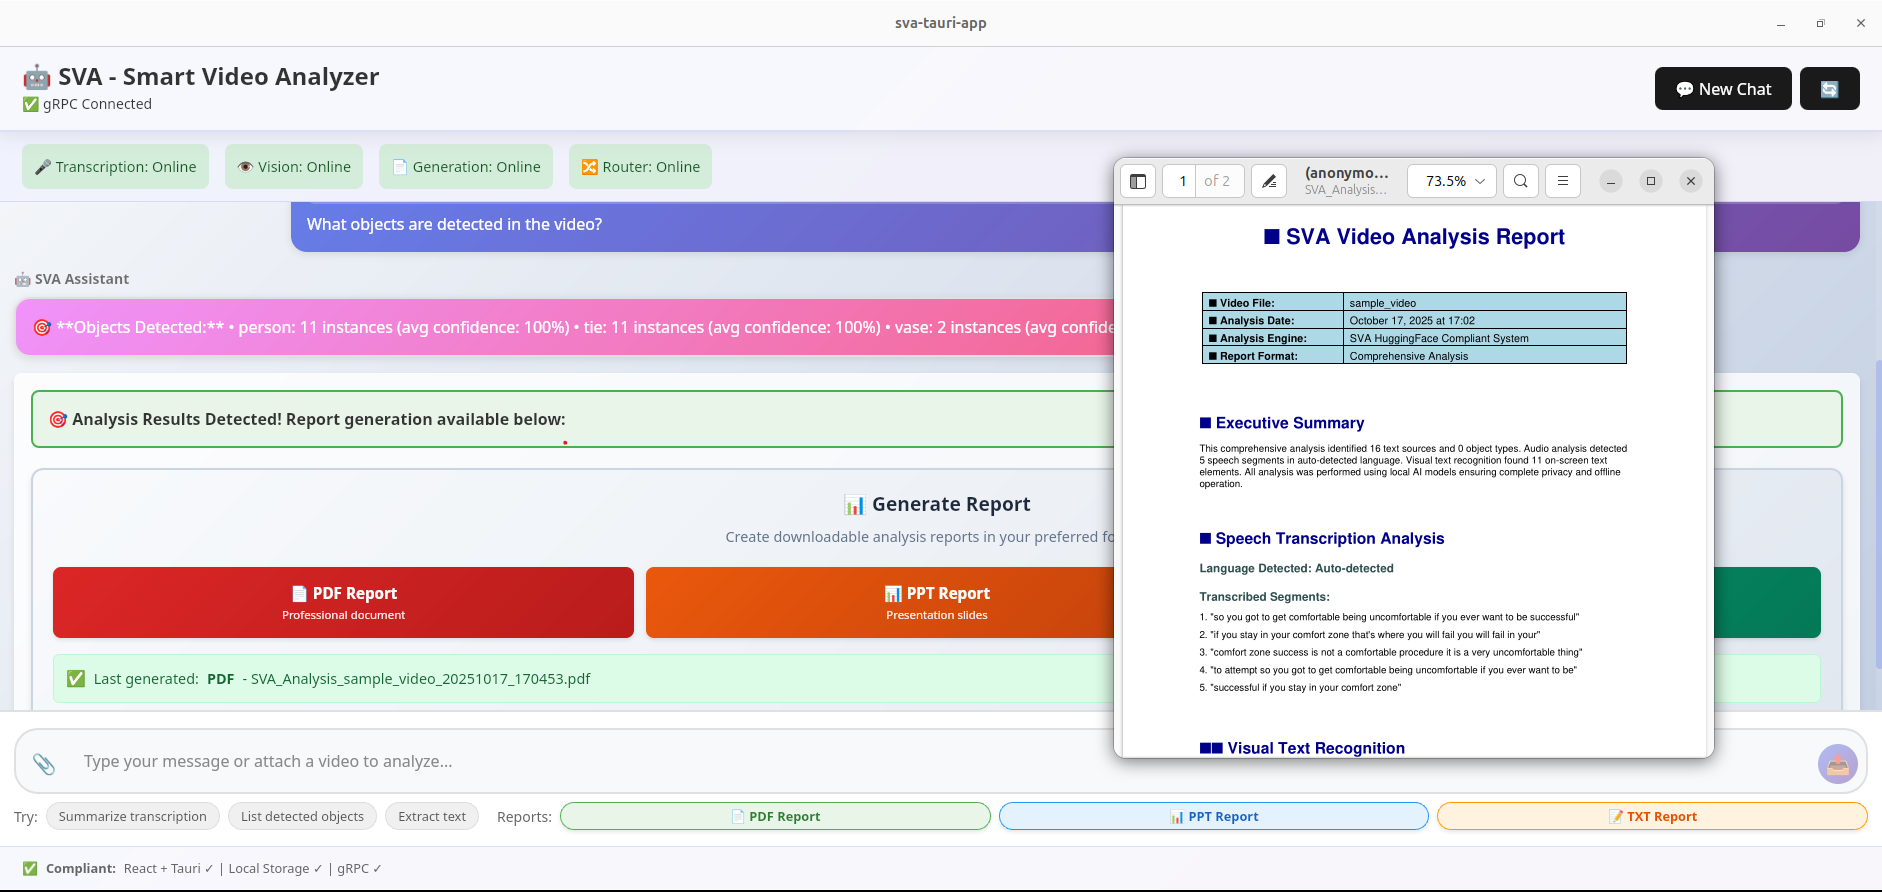 sva-tauri-app
🤖 SVA - Smart Video Analyzer
✅ gRPC Connected
💬 New Chat
🎤 Transcription: Online
👁️ Vision: Online
📄 Generation: Online
🔀 Router: Online
What objects are detected in the video?
🤖 SVA Assistant
🎯 **Objects Detected:** • person: 11 instances (avg confidence: 100%) • tie: 11 instances (avg confidence: 100%) • vase: 2 instances (avg confide
🎯 Analysis Results Detected! Report generation available below:
📊 Generate Report
Create downloadable analysis reports in your preferred fo
📄 PDF Report
Professional document
📊 PPT Report
Presentation slides
✅ Last generated: PDF - SVA_Analysis_sample_video_20251017_170453.pdf
1 of 2
(anonymo...
SVA_Analysis...
73.5%
■ SVA Video Analysis Report
■ Video File: sample_video
■ Analysis Date: October 17, 2025 at 17:02
■ Analysis Engine: SVA HuggingFace Compliant System
■ Report Format: Comprehensive Analysis
■ Executive Summary
This comprehensive analysis identified 16 text sources and 0 object types. Audio analysis detected
5 speech segments in auto-detected language. Visual text recognition found 11 on-screen text
elements. All analysis was performed using local AI models ensuring complete privacy and offline
operation.
■ Speech Transcription Analysis
Language Detected: Auto-detected
Transcribed Segments:
1. "so you got to get comfortable being uncomfortable if you ever want to be successful"
2. "if you stay in your comfort zone that's where you will fail you will fail in your"
3. "comfort zone success is not a comfortable procedure it is a very uncomfortable thing"
4. "to attempt so you got to get comfortable being uncomfortable if you ever want to be"
5. "successful if you stay in your comfort zone"
■■ Visual Text Recognition
Type your message or attach a video to analyze...
Try: Summarize transcription List detected objects Extract text Reports: 📄 PDF Report 📊 PPT Report 📝 TXT Report
✅ Compliant: React + Tauri ✓ | Local Storage ✓ | gRPC ✓